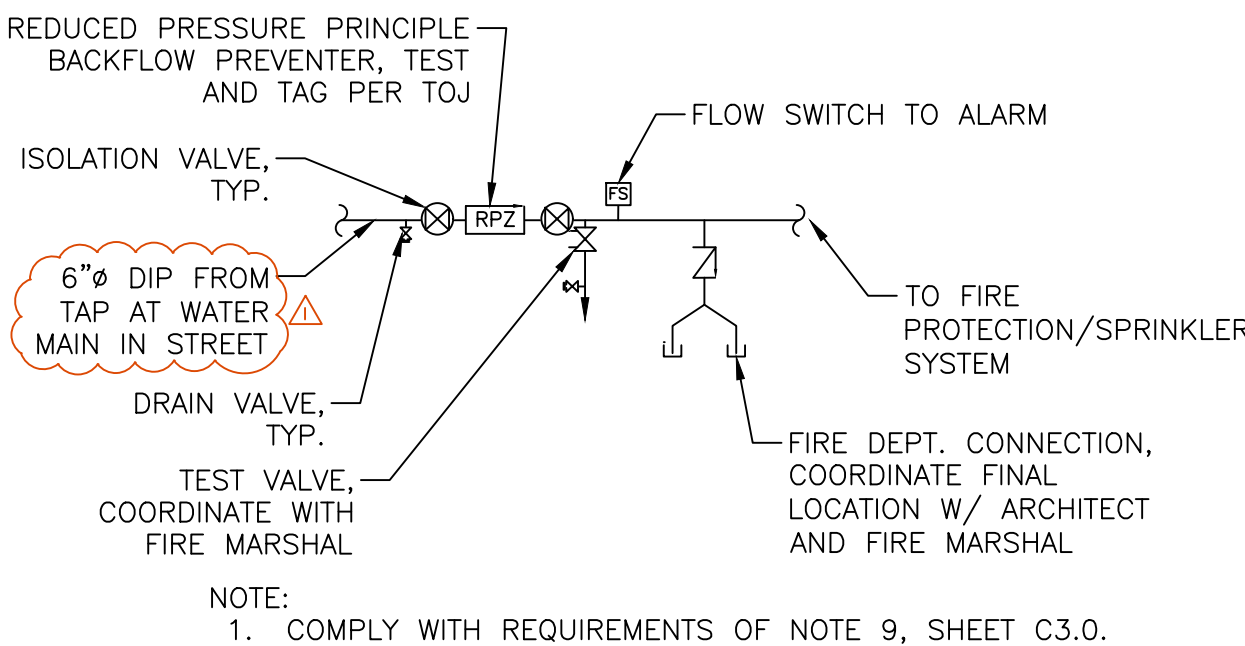 REDUCED PRESSURE PRINCIPLE
BACKFLOW PREVENTER, TEST
AND TAG PER TOJ
FLOW SWITCH TO ALARM
ISOLATION VALVE,
TYP.
FS
RPZ
6"ø DIP FROM
TAP AT WATER
MAIN IN STREET
1
TO FIRE
PROTECTION/SPRINKLER
SYSTEM
DRAIN VALVE,
TYP.
TEST VALVE,
COORDINATE WITH
FIRE MARSHAL
FIRE DEPT. CONNECTION,
COORDINATE FINAL
LOCATION W/ ARCHITECT
AND FIRE MARSHAL
NOTE:
1. COMPLY WITH REQUIREMENTS OF NOTE 9, SHEET C3.0.